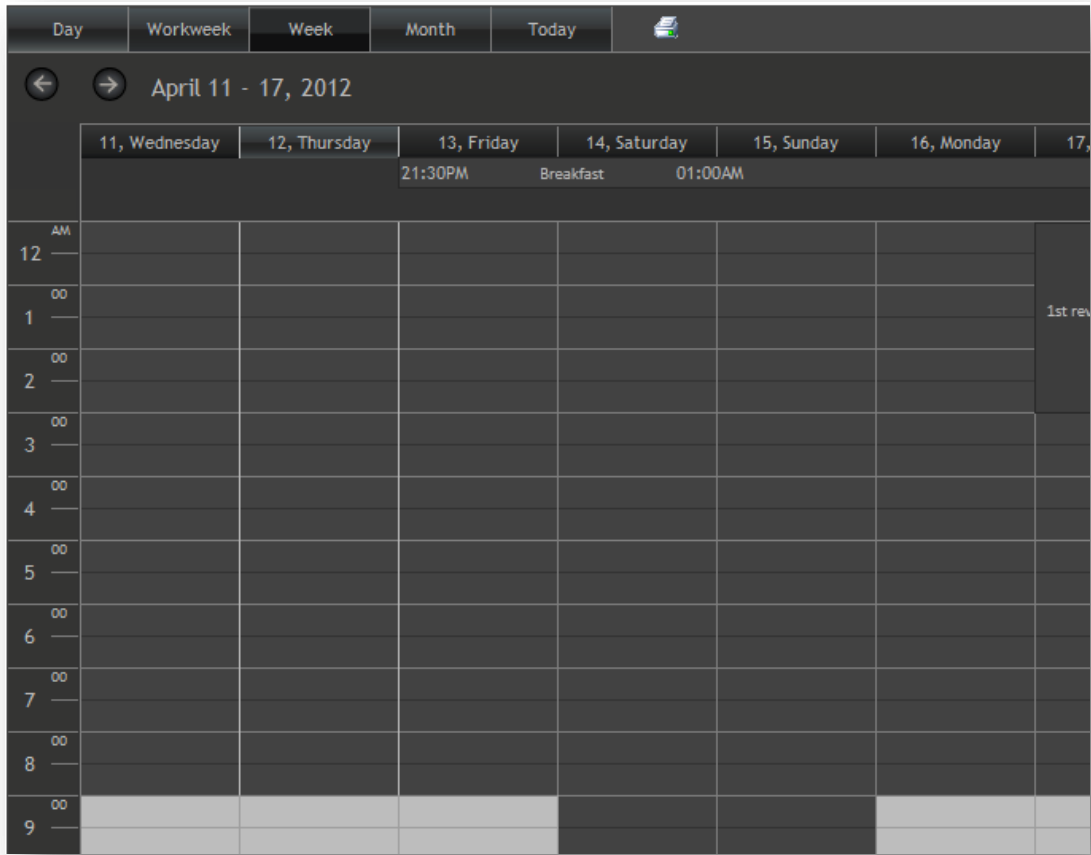 Day Workweek Week Month Today
April 11 - 17, 2012
11, Wednesday 12, Thursday 13, Friday 14, Saturday 15, Sunday 16, Monday 17,
21:30PM Breakfast 01:00AM
12 AM
1 00
1st rev
2 00
3 00
4 00
5 00
6 00
7 00
8 00
9 00